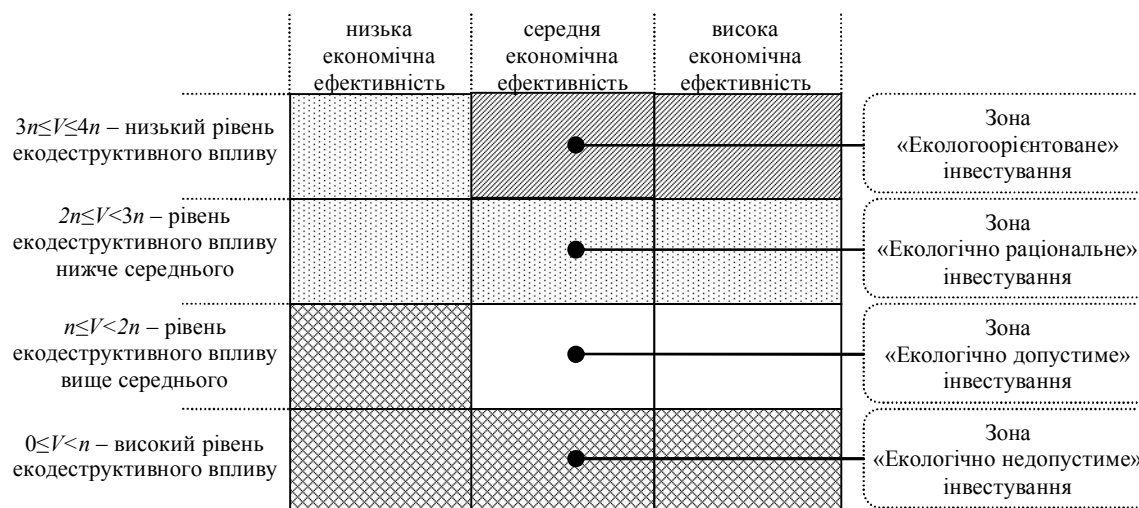 низька
економічна
ефективність
середня
економічна
ефективність
висока
економічна
ефективність
3n≤V≤4n – низький рівень
екодеструктивного впливу
Зона
«Екологоорієнтоване»
інвестування
2n≤V<3n – рівень
екодеструктивного впливу
нижче середнього
Зона
«Екологічно раціональне»
інвестування
n≤V<2n – рівень
екодеструктивного впливу
вище середнього
Зона
«Екологічно допустиме»
інвестування
0≤V<n – високий рівень
екодеструктивного впливу
Зона
«Екологічно недопустиме»
інвестування